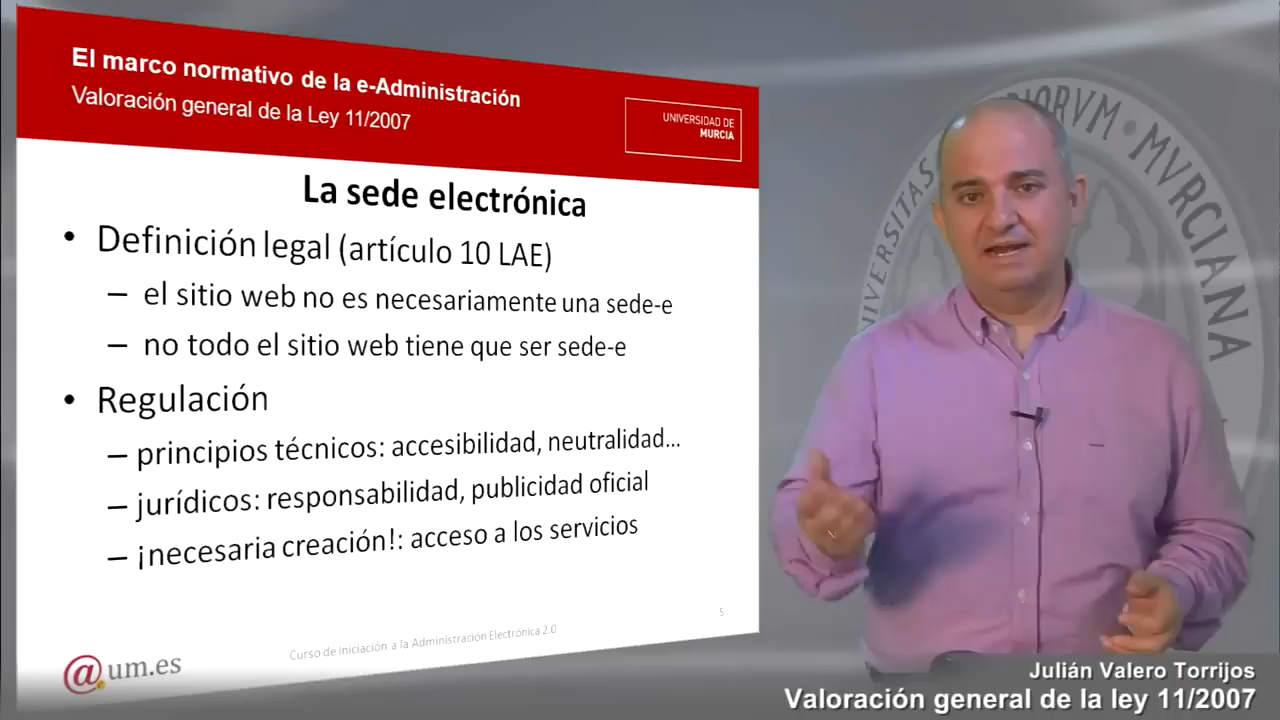 El marco normativo de la e-Administración
Valoración general de la Ley 11/2007
UNIVERSIDAD DE
MURCIA
La sede electrónica
• Definición legal (artículo 10 LAE)
– el sitio web no es necesariamente una sede-e
– no todo el sitio web tiene que ser sede-e
• Regulación
– principios técnicos: accesibilidad, neutralidad...
– jurídicos: responsabilidad, publicidad oficial
– ¡necesaria creación!: acceso a los servicios
5
Curso de Iniciación a la Administración Electrónica 2.0
@um.es
VNIVERSITAS
MVRCIANA
Julián Valero Torrijos
Valoración general de la ley 11/2007